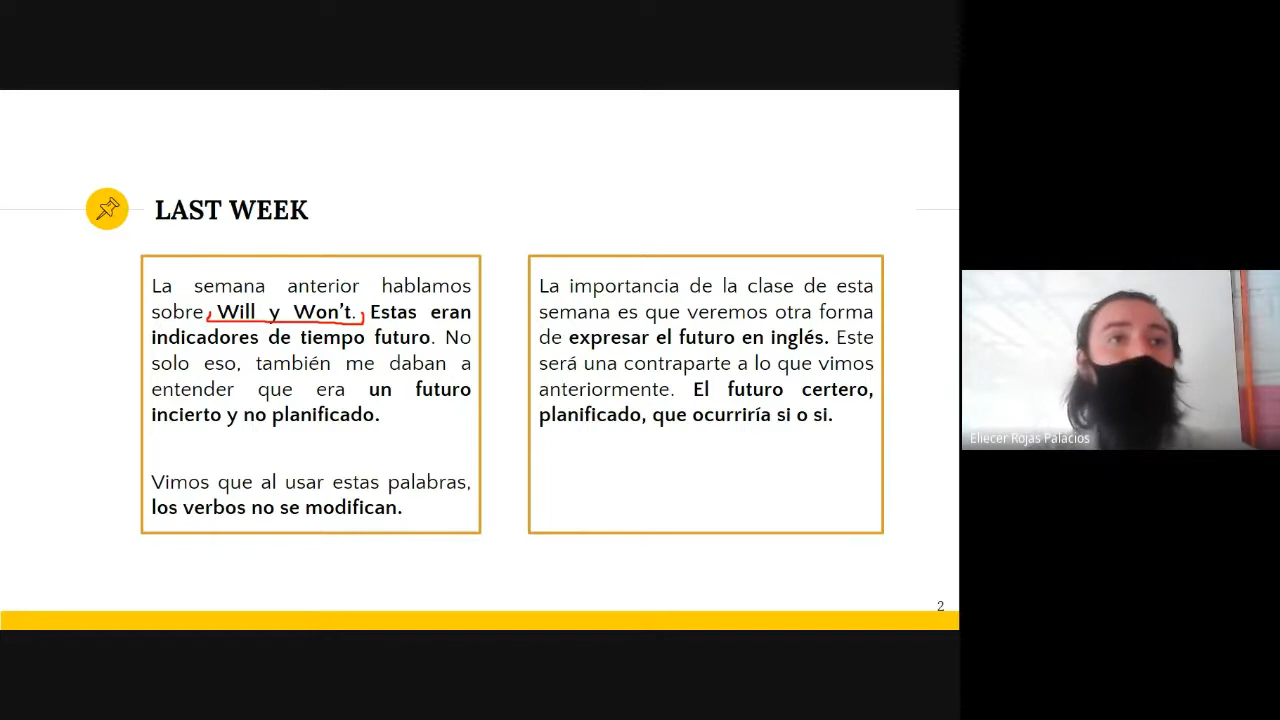 LAST WEEK
La semana anterior hablamos
sobre Will y Won't. Estas eran
indicadores de tiempo futuro. No
solo eso, también me daban a
entender que era un futuro
incierto y no planificado.
Vimos que al usar estas palabras,
los verbos no se modifican.
La importancia de la clase de esta
semana es que veremos otra forma
de expresar el futuro en inglés. Este
será una contraparte a lo que vimos
anteriormente. El futuro certero,
planificado, que ocurriría si o si.
2
Eliecer Rojas Palacios